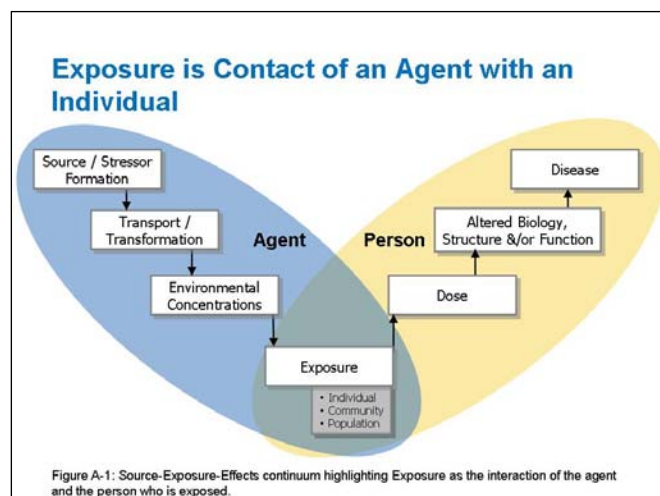 Exposure is Contact of an Agent with an
Individual
Source / Stressor
Formation
Transport /
Transformation
Environmental
Concentrations
Agent
Person
Exposure
• Individual
• Community
• Population
Dose
Altered Biology,
Structure &/or Function
Disease
Figure A-1: Source-Exposure-Effects continuum highlighting Exposure as the interaction of the agent
and the person who is exposed.